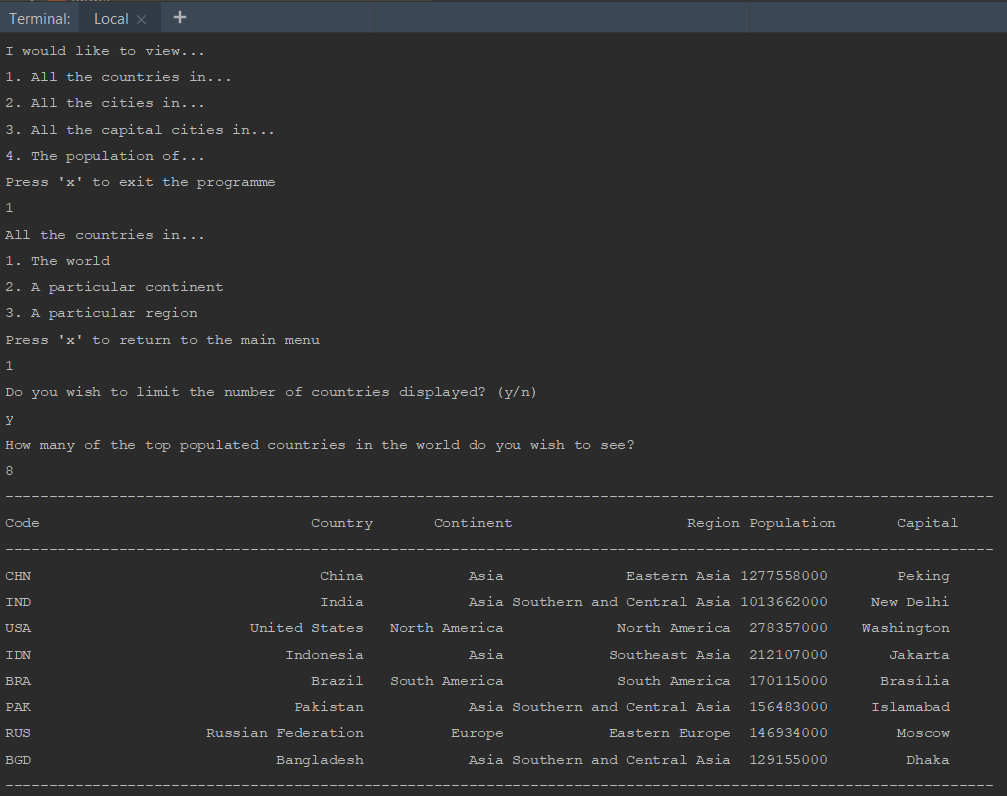 Terminal: Local × +
I would like to view...
1. All the countries in...
2. All the cities in...
3. All the capital cities in...
4. The population of...
Press 'x' to exit the programme
1
All the countries in...
1. The world
2. A particular continent
3. A particular region
Press 'x' to return to the main menu
1
Do you wish to limit the number of countries displayed? (y/n)
y
How many of the top populated countries in the world do you wish to see?
8
-----------------------------------------------------------------------------------------------------------------
Code Country Continent Region Population Capital
-----------------------------------------------------------------------------------------------------------------
CHN China Asia Eastern Asia 1277558000 Peking
IND India Asia Southern and Central Asia 1013662000 New Delhi
USA United States North America North America 278357000 Washington
IDN Indonesia Asia Southeast Asia 212107000 Jakarta
BRA Brazil South America South America 170115000 Brasília
PAK Pakistan Asia Southern and Central Asia 156483000 Islamabad
RUS Russian Federation Europe Eastern Europe 146934000 Moscow
BGD Bangladesh Asia Southern and Central Asia 129155000 Dhaka
-----------------------------------------------------------------------------------------------------------------